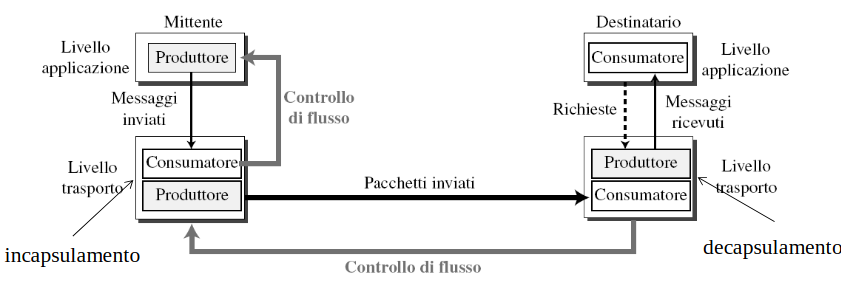 Mittente
Destinatario
Livello
applicazione
Produttore
Consumatore
Livello
applicazione
Messaggi
inviati
Controllo
di flusso
Richieste
Messaggi
ricevuti
Livello
trasporto
Consumatore
Produttore
Pacchetti inviati
Produttore
Consumatore
Livello
trasporto
incapsulamento
decapsulamento
Controllo di flusso